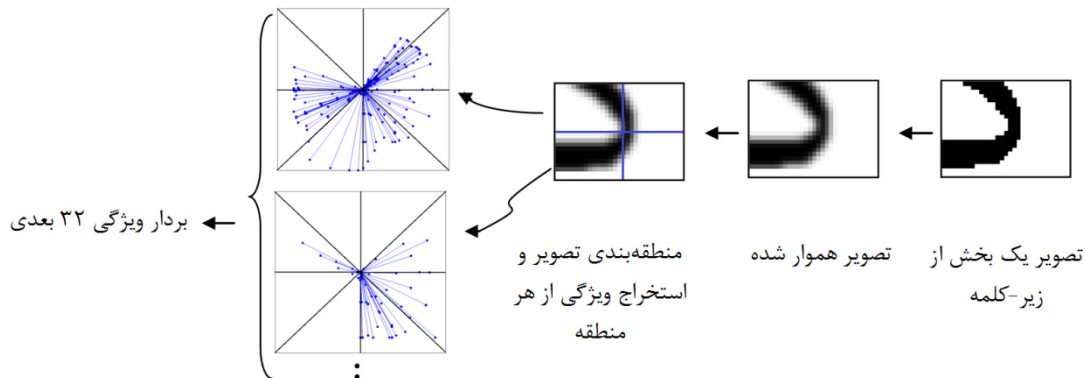 تصویر یک بخش از
زیر-کلمه
تصویر هموار شده
منطقه‌بندی تصویر و
استخراج ویژگی از هر
منطقه
بردار ویژگی ۳۲ بعدی